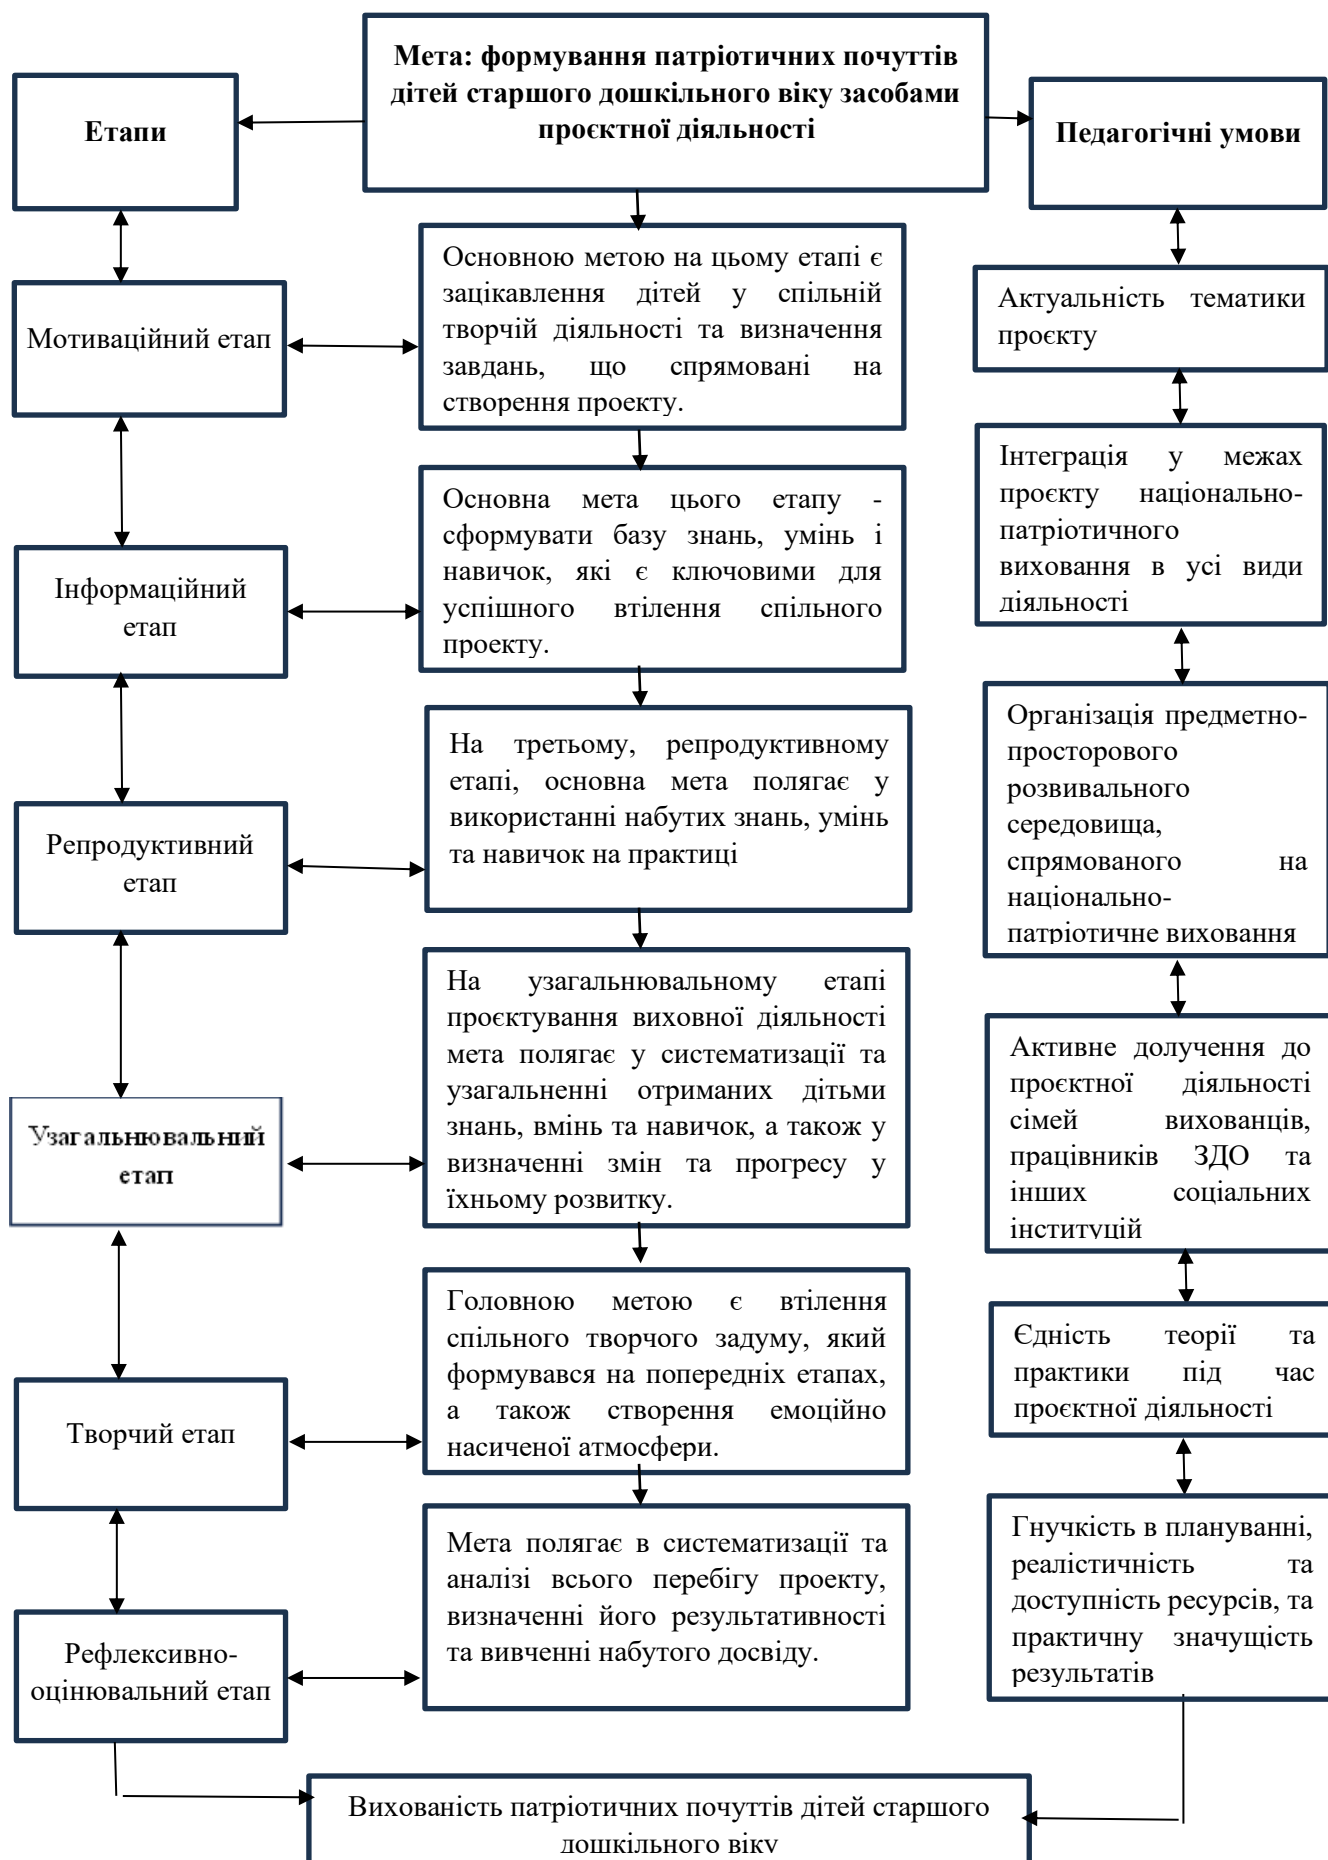 Мета: формування патріотичних почуттів
дітей старшого дошкільного віку засобами
проєктної діяльності
Етапи
Педагогічні умови
Основною метою на цьому етапі є
зацікавлення дітей у спільній
творчій діяльності та визначення
завдань, що спрямовані на
створення проекту.
Мотиваційний етап
Актуальність тематики
проєкту
Основна мета цього етапу -
сформувати базу знань, умінь і
навичок, які є ключовими для
успішного втілення спільного
проекту.
Інформаційний
етап
Інтеграція у межах
проєкту національно-
патріотичного
виховання в усі види
діяльності
На третьому, репродуктивному
етапі, основна мета полягає у
використанні набутих знань, умінь
та навичок на практиці
Репродуктивний
етап
Організація предметно-
просторового
розвивального
середовища,
спрямованого на
національно-
патріотичне виховання
На узагальнювальному етапі
проєктування виховної діяльності
мета полягає у систематизації та
узагальненні отриманих дітьми
знань, вмінь та навичок, а також у
визначенні змін та прогресу у
їхньому розвитку.
Узагальнювальний
етап
Активне долучення до
проєктної діяльності
сімей вихованців,
працівників ЗДО та
інших соціальних
інституцій
Головною метою є втілення
спільного творчого задуму, який
формувався на попередніх етапах,
а також створення емоційно
насиченої атмосфери.
Творчий етап
Єдність теорії та
практики під час
проєктної діяльності
Мета полягає в систематизації та
аналізі всього перебігу проекту,
визначенні його результативності
та вивченні набутого досвіду.
Рефлексивно-
оцінювальний етап
Гнучкість в плануванні,
реалістичність та
доступність ресурсів, та
практичну значущість
результатів
Вихованість патріотичних почуттів дітей старшого
дошкільного віку